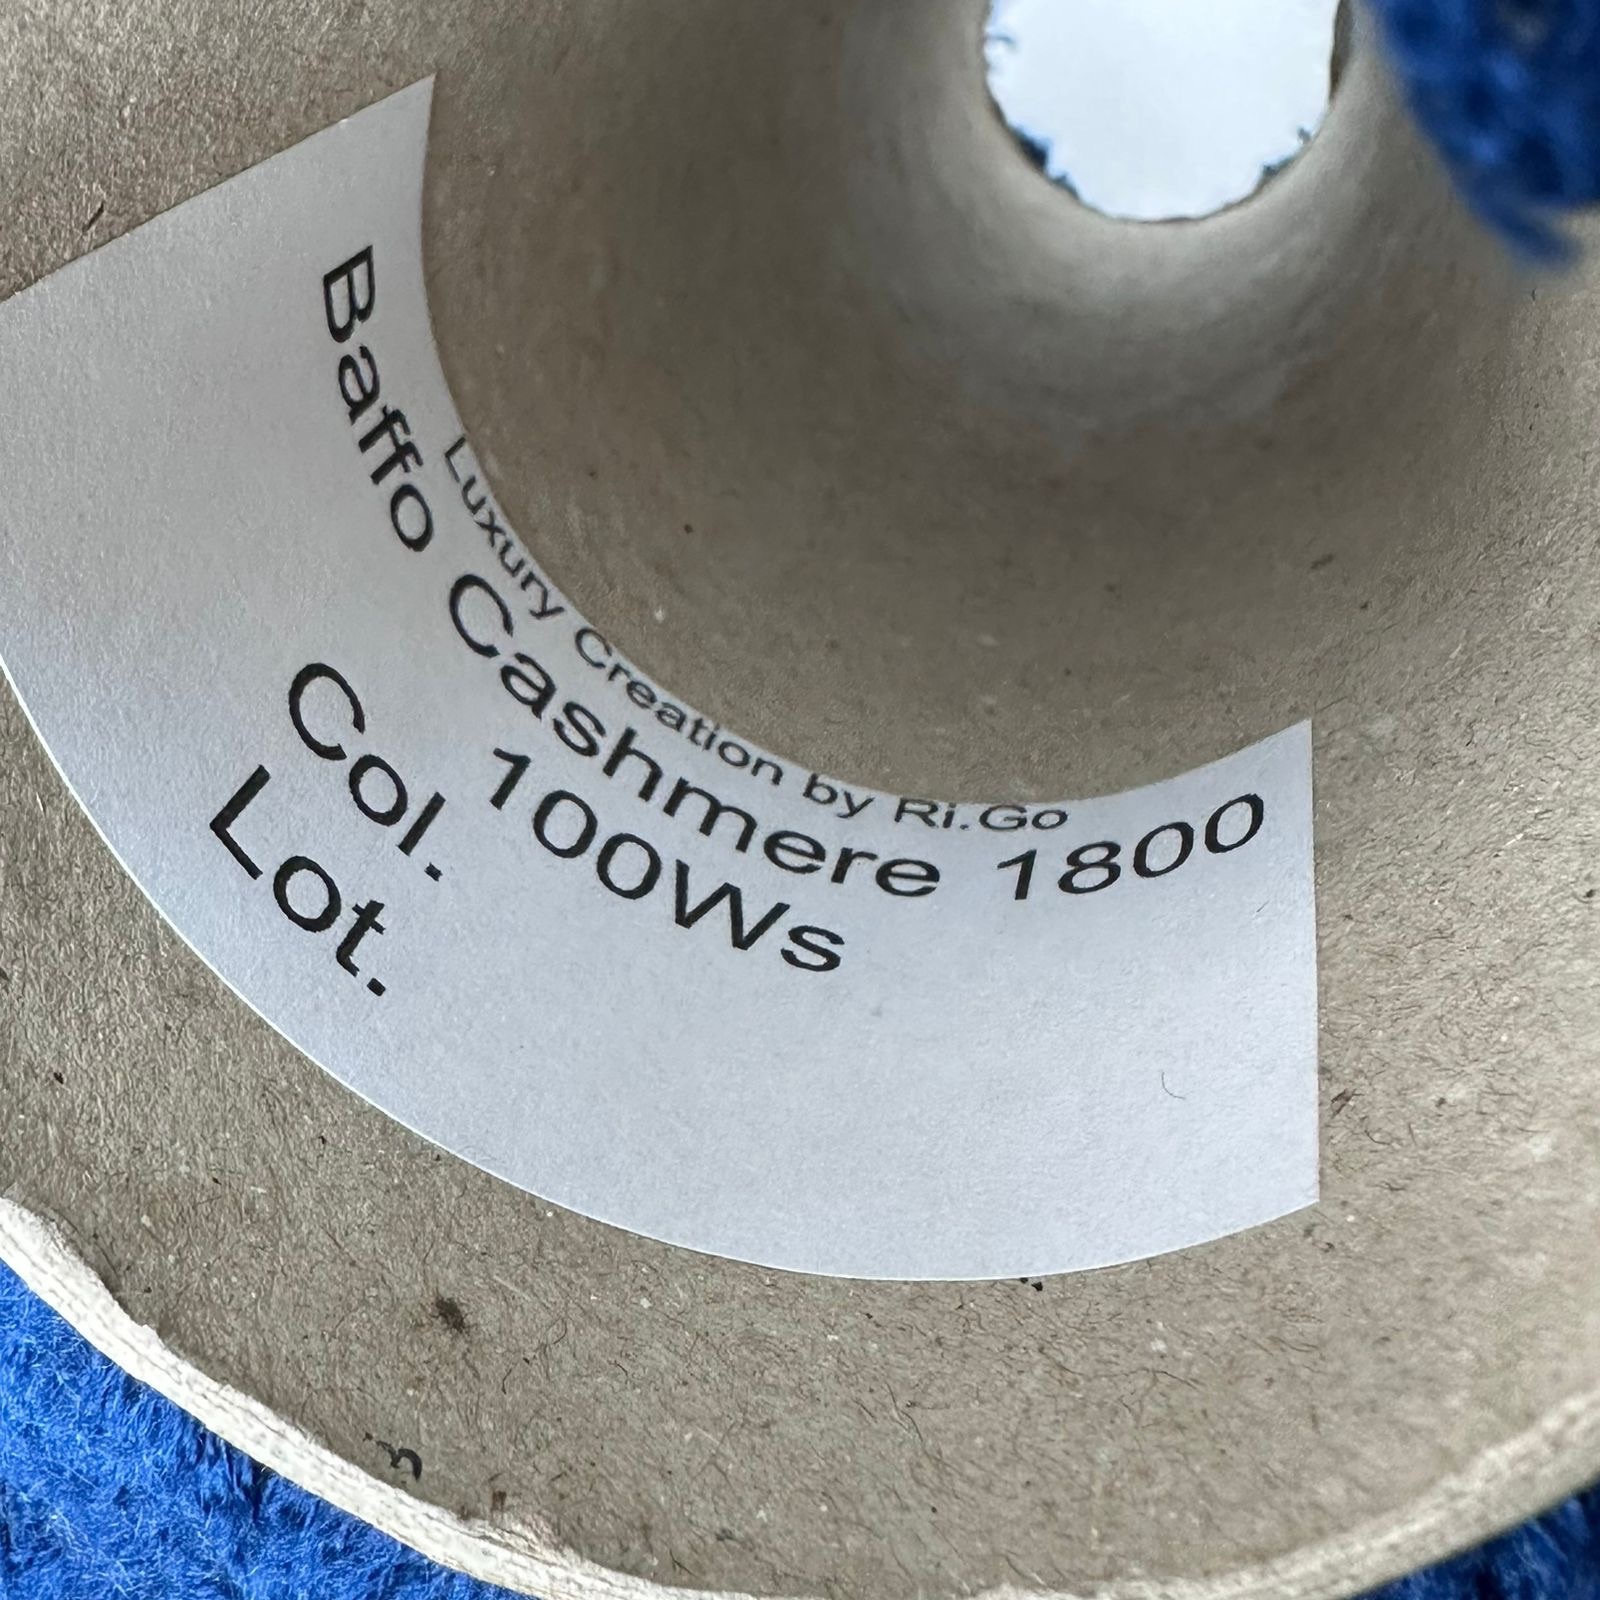 Luxury Creation by Ri.Go
Baffo Cashmere 1800
100Ws
Col.
Lot.